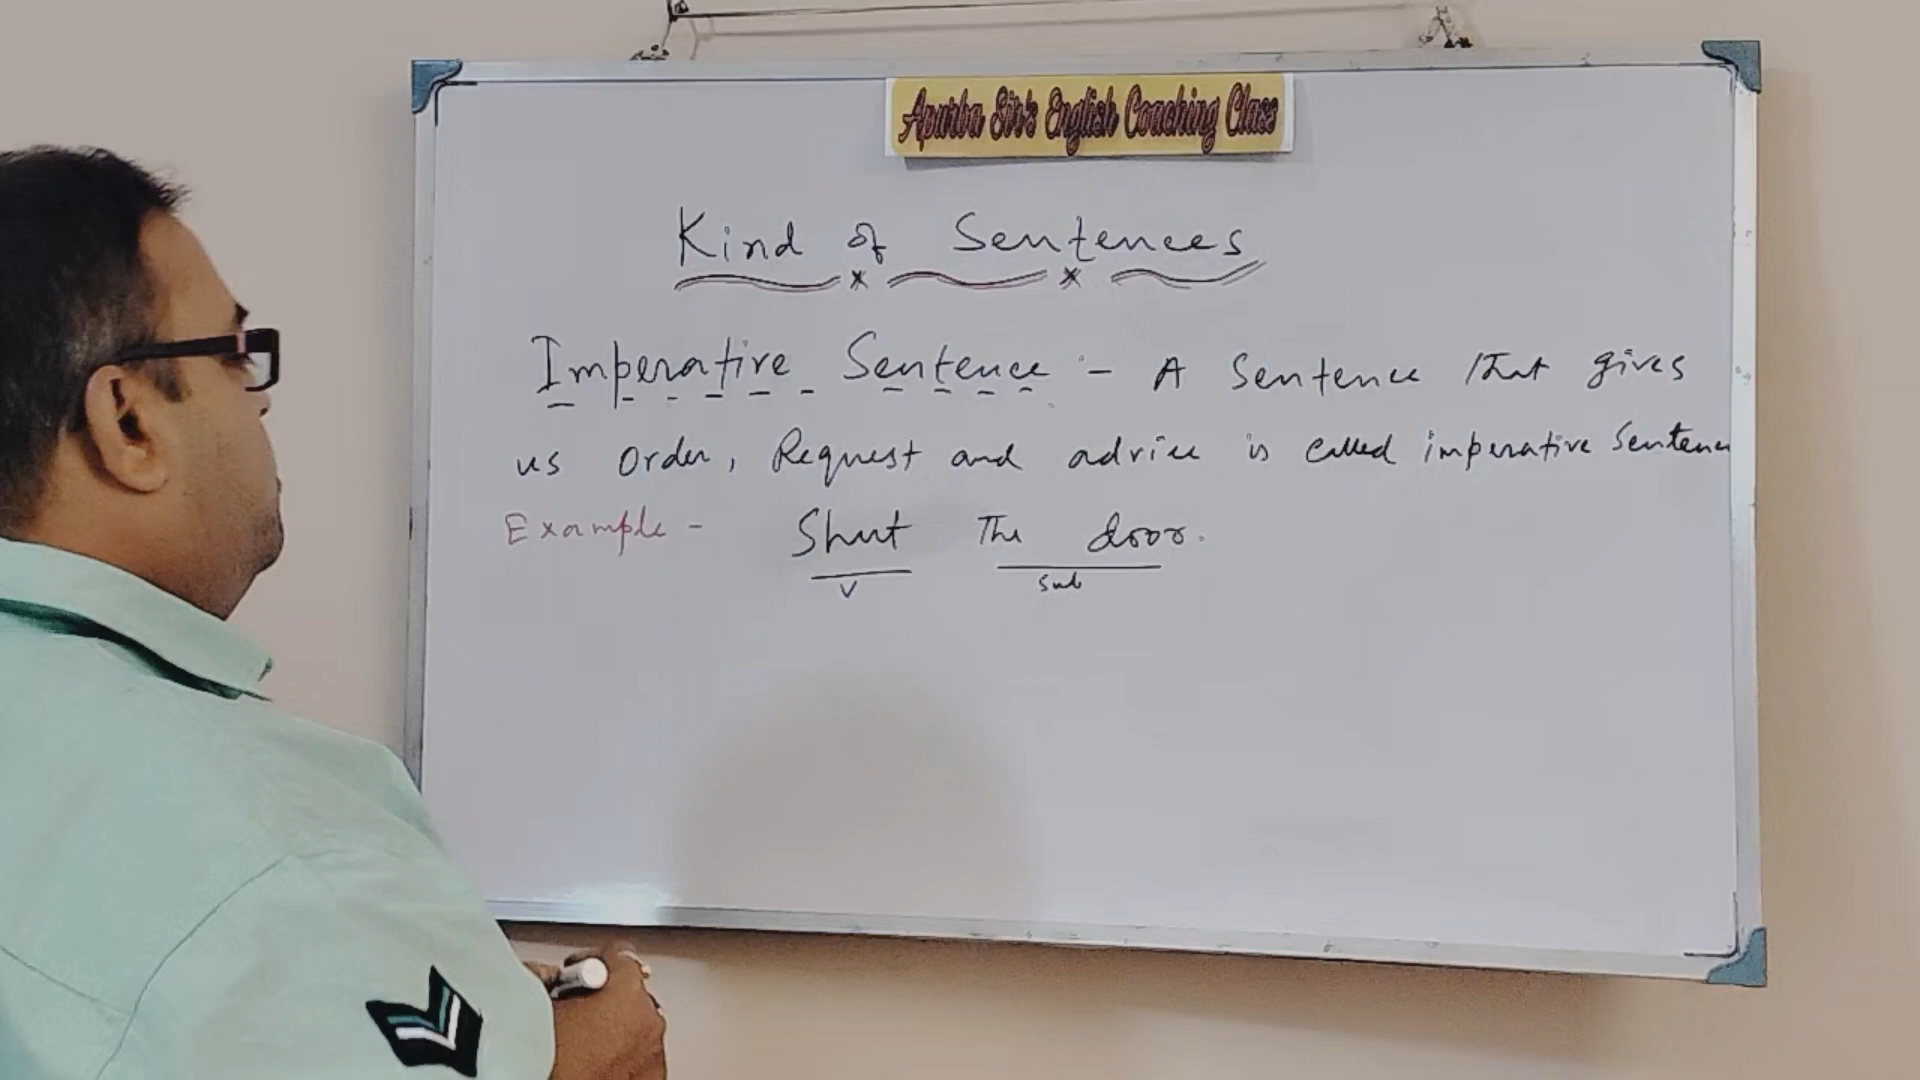 Apurba Sir's English Coaching Class
Kind of Sentences
Imperative Sentence :- A Sentence that gives
us order, Request and advice is called imperative Sentence
Example - Shut The door.
V Sub